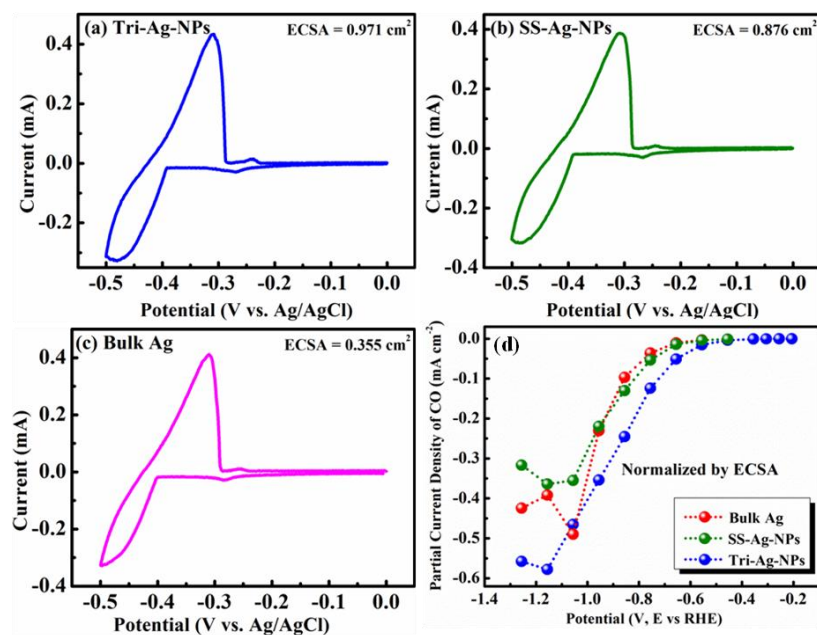 (a) Tri-Ag-NPs
ECSA = 0.971 cm²
0.4
0.2
0.0
-0.2
Current (mA)
-0.5 -0.4 -0.3 -0.2 -0.1 0.0
Potential (V vs. Ag/AgCl)
(b) SS-Ag-NPs
ECSA = 0.876 cm²
0.4
0.2
0.0
-0.2
-0.4
Current (mA)
-0.5 -0.4 -0.3 -0.2 -0.1 0.0
Potential (V vs. Ag/AgCl)
(c) Bulk Ag
ECSA = 0.355 cm²
0.4
0.2
0.0
-0.2
-0.4
Current (mA)
-0.5 -0.4 -0.3 -0.2 -0.1 0.0
Potential (V vs. Ag/AgCl)
(d)
0.0
-0.1
-0.2
-0.3
-0.4
-0.5
-0.6
Partial Current Density of CO (mA cm⁻²)
Normalized by ECSA
Bulk Ag
SS-Ag-NPs
Tri-Ag-NPs
-1.4 -1.2 -1.0 -0.8 -0.6 -0.4 -0.2
Potential (V, E vs RHE)